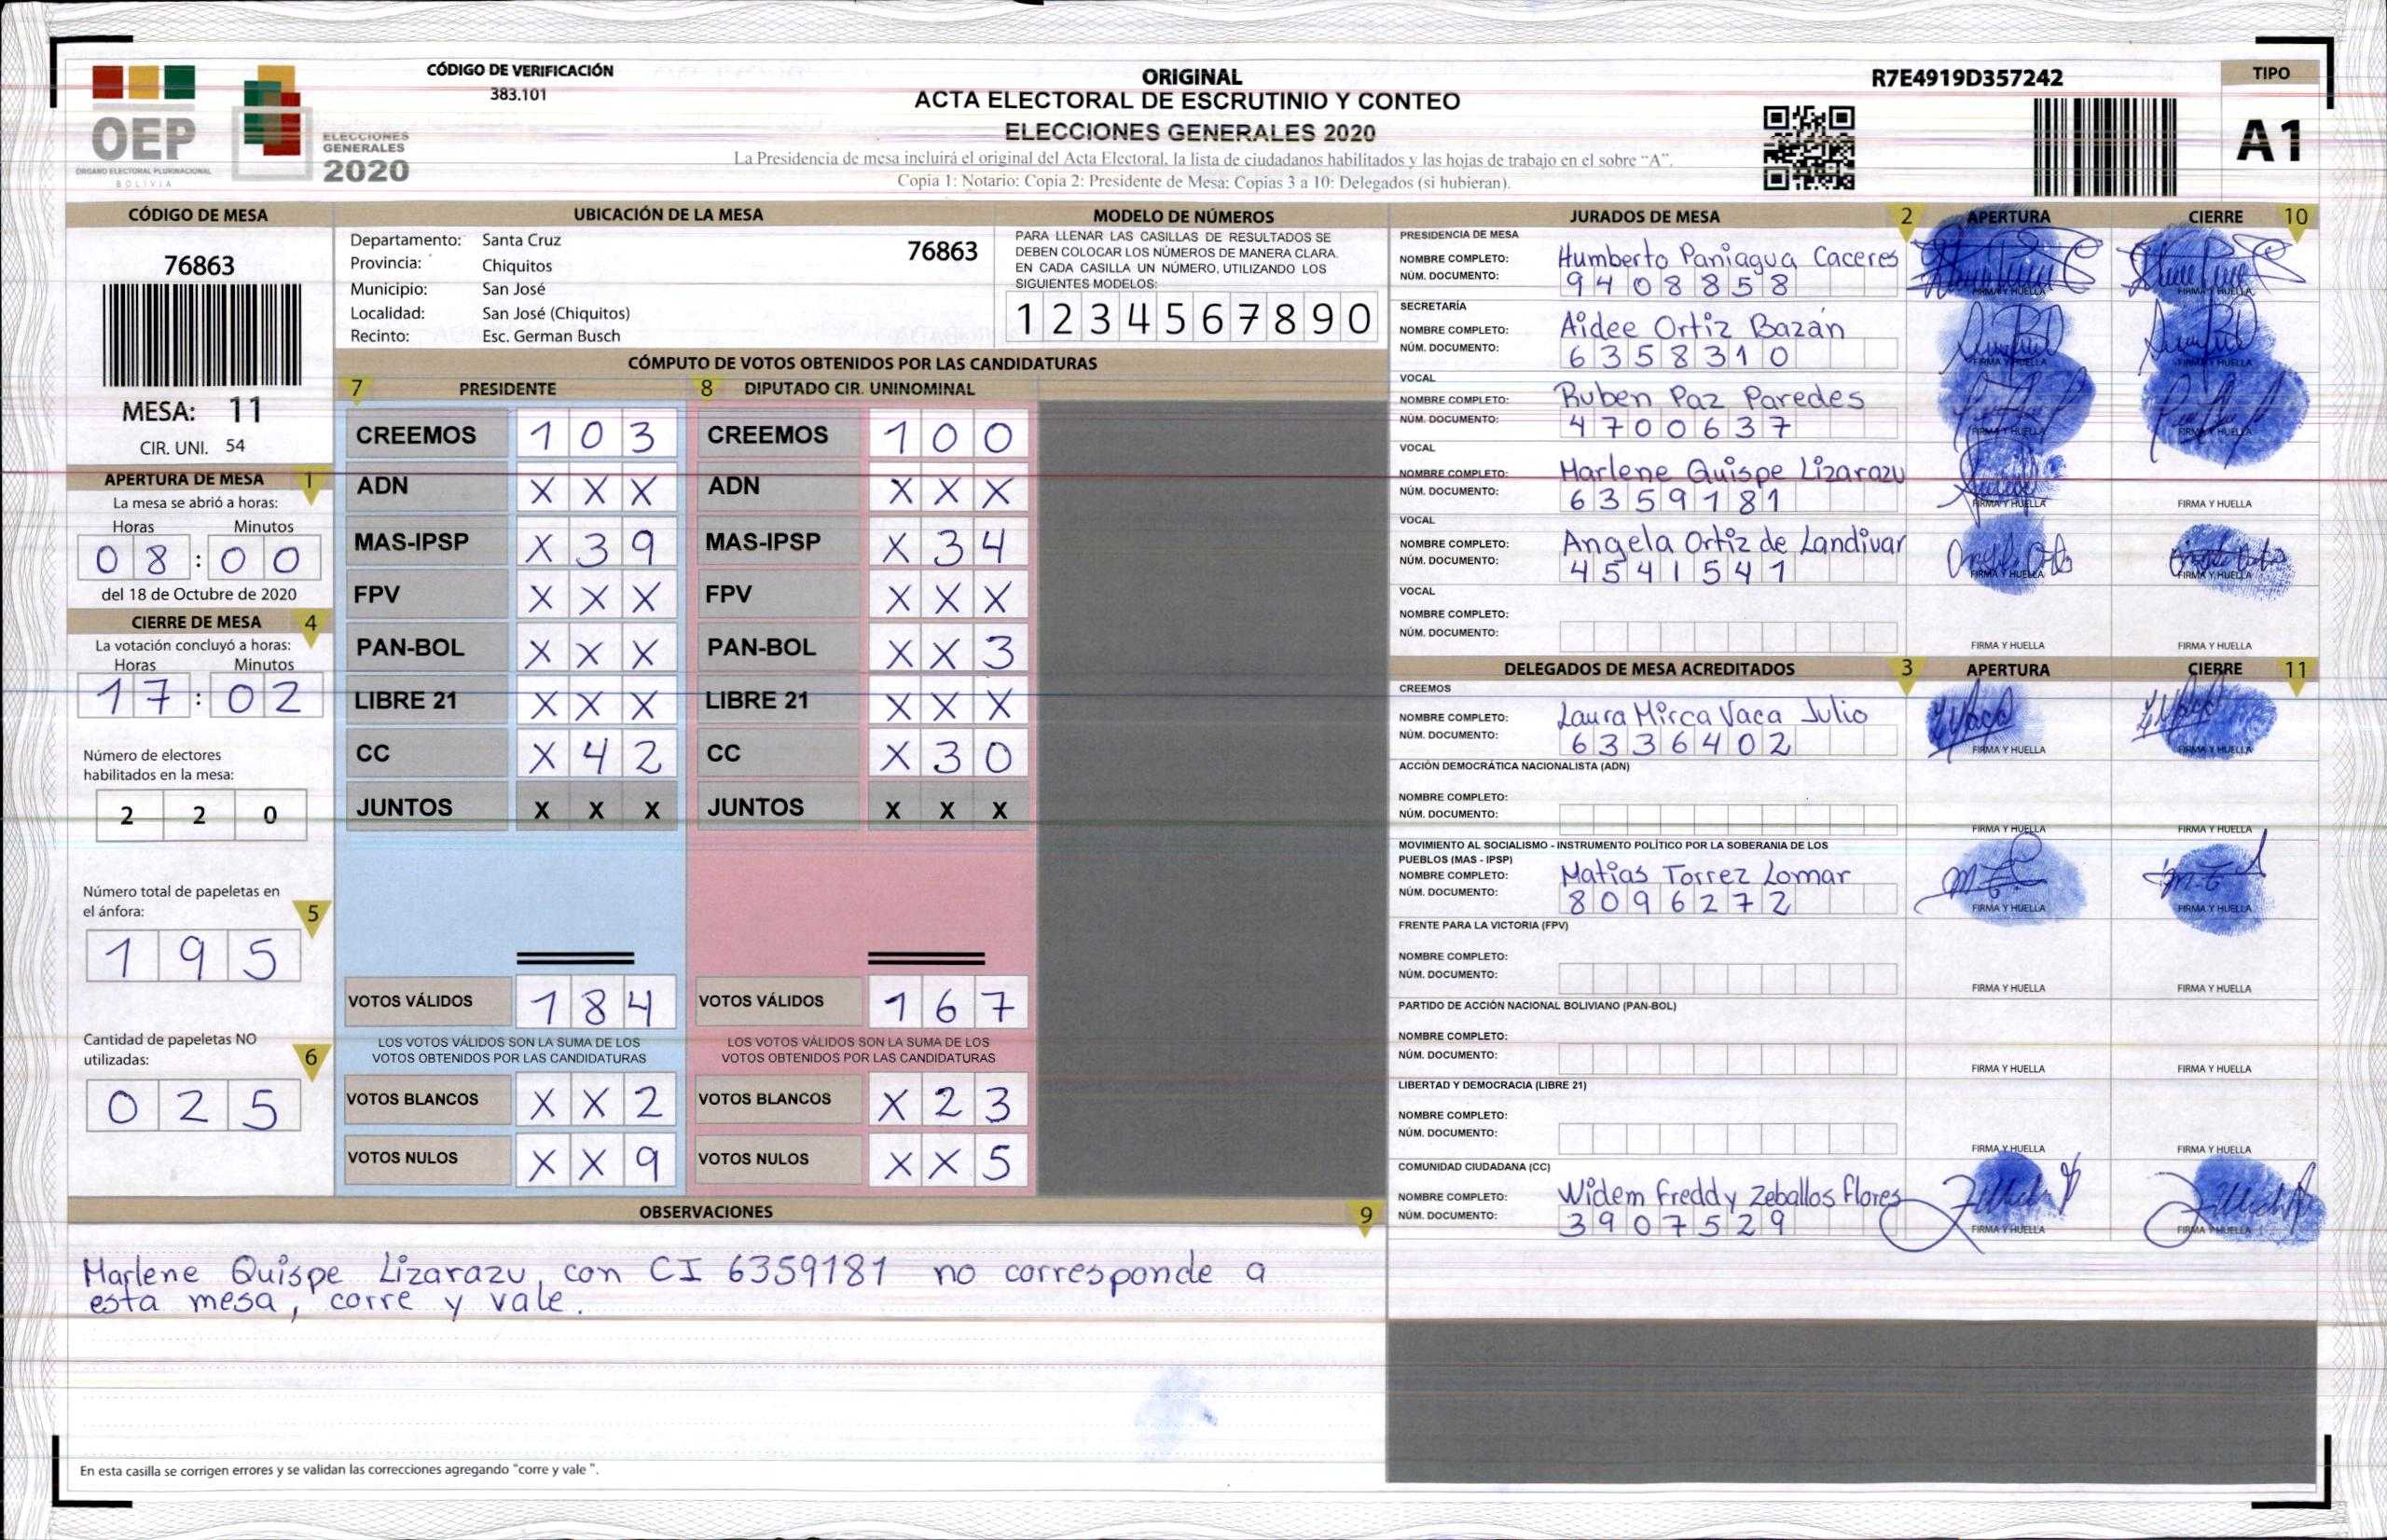 OEP
ÓRGANO ELECTORAL PLURINACIONAL
BOLIVIA
ELECCIONES
GENERALES
2020
CÓDIGO DE VERIFICACIÓN
383.101
ORIGINAL
ACTA ELECTORAL DE ESCRUTINIO Y CONTEO
ELECCIONES GENERALES 2020
La Presidencia de mesa incluirá el original del Acta Electoral, la lista de ciudadanos habilitados y las hojas de trabajo en el sobre “A”.
Copia 1: Notario; Copia 2: Presidente de Mesa; Copias 3 a 10: Delegados (si hubieran).
R7E4919D357242
TIPO
A1
CÓDIGO DE MESA
76863
MESA: 11
CIR. UNI. 54
UBICACIÓN DE LA MESA
Departamento: Santa Cruz
76863
Provincia: Chiquitos
Municipio: San José
Localidad: San José (Chiquitos)
Recinto: Esc. German Busch
MODELO DE NÚMEROS
PARA LLENAR LAS CASILLAS DE RESULTADOS SE
DEBEN COLOCAR LOS NÚMEROS DE MANERA CLARA.
EN CADA CASILLA UN NÚMERO, UTILIZANDO LOS
SIGUIENTES MODELOS:
1 2 3 4 5 6 7 8 9 0
APERTURA DE MESA 1
La mesa se abrió a horas:
Horas Minutos
0 8 : 0 0
del 18 de Octubre de 2020
CIERRE DE MESA 4
La votación concluyó a horas:
Horas Minutos
1 7 : 0 2
Número de electores
habilitados en la mesa:
2 2 0
Número total de papeletas en
el ánfora: 5
1 9 5
Cantidad de papeletas NO
utilizadas: 6
0 2 5
CÓMPUTO DE VOTOS OBTENIDOS POR LAS CANDIDATURAS
7 PRESIDENTE
CREEMOS 1 0 3
ADN X X X
MAS-IPSP X 3 9
FPV X X X
PAN-BOL X X X
LIBRE 21 X X X
CC X 4 2
JUNTOS X X X
VOTOS VÁLIDOS 1 8 4
LOS VOTOS VÁLIDOS SON LA SUMA DE LOS
VOTOS OBTENIDOS POR LAS CANDIDATURAS
VOTOS BLANCOS X X 2
VOTOS NULOS X X 9
8 DIPUTADO CIR. UNINOMINAL
CREEMOS 1 0 0
ADN X X X
MAS-IPSP X 3 4
FPV X X X
PAN-BOL X X 3
LIBRE 21 X X X
CC X 3 0
JUNTOS X X X
VOTOS VÁLIDOS 1 6 7
LOS VOTOS VÁLIDOS SON LA SUMA DE LOS
VOTOS OBTENIDOS POR LAS CANDIDATURAS
VOTOS BLANCOS X 2 3
VOTOS NULOS X X 5
OBSERVACIONES 9
Marlene Quispe Lizarazu, con CI 6359181 no corresponde a
esta mesa, corre y vale.
En esta casilla se corrigen errores y se validan las correcciones agregando "corre y vale ".
JURADOS DE MESA 2 APERTURA CIERRE 10
PRESIDENCIA DE MESA
NOMBRE COMPLETO: Humberto Paniagua Caceres
NÚM. DOCUMENTO: 9408858
FIRMA Y HUELLA FIRMA Y HUELLA
SECRETARÍA
NOMBRE COMPLETO: Aidee Ortiz Bazán
NÚM. DOCUMENTO: 6358310
FIRMA Y HUELLA FIRMA Y HUELLA
VOCAL
NOMBRE COMPLETO: Ruben Paz Paredes
NÚM. DOCUMENTO: 4700637
FIRMA Y HUELLA FIRMA Y HUELLA
VOCAL
NOMBRE COMPLETO: Marlene Quispe Lizarazu
NÚM. DOCUMENTO: 6359181
FIRMA Y HUELLA FIRMA Y HUELLA
VOCAL
NOMBRE COMPLETO: Angela Ortiz de Landivar
NÚM. DOCUMENTO: 4541541
FIRMA Y HUELLA FIRMA Y HUELLA
VOCAL
NOMBRE COMPLETO:
NÚM. DOCUMENTO:
FIRMA Y HUELLA FIRMA Y HUELLA
DELEGADOS DE MESA ACREDITADOS 3 APERTURA CIERRE 11
CREEMOS
NOMBRE COMPLETO: Laura Mirca Vaca Julio
NÚM. DOCUMENTO: 6336402
FIRMA Y HUELLA FIRMA Y HUELLA
ACCIÓN DEMOCRÁTICA NACIONALISTA (ADN)
NOMBRE COMPLETO:
NÚM. DOCUMENTO:
FIRMA Y HUELLA FIRMA Y HUELLA
MOVIMIENTO AL SOCIALISMO - INSTRUMENTO POLÍTICO POR LA SOBERANIA DE LOS
PUEBLOS (MAS - IPSP)
NOMBRE COMPLETO: Matias Torrez Lomar
NÚM. DOCUMENTO: 8096272
FIRMA Y HUELLA FIRMA Y HUELLA
FRENTE PARA LA VICTORIA (FPV)
NOMBRE COMPLETO:
NÚM. DOCUMENTO:
FIRMA Y HUELLA FIRMA Y HUELLA
PARTIDO DE ACCIÓN NACIONAL BOLIVIANO (PAN-BOL)
NOMBRE COMPLETO:
NÚM. DOCUMENTO:
FIRMA Y HUELLA FIRMA Y HUELLA
LIBERTAD Y DEMOCRACIA (LIBRE 21)
NOMBRE COMPLETO:
NÚM. DOCUMENTO:
FIRMA Y HUELLA FIRMA Y HUELLA
COMUNIDAD CIUDADANA (CC)
NOMBRE COMPLETO: Widem Freddy Zeballos Flores
NÚM. DOCUMENTO: 3907529
FIRMA Y HUELLA FIRMA Y HUELLA